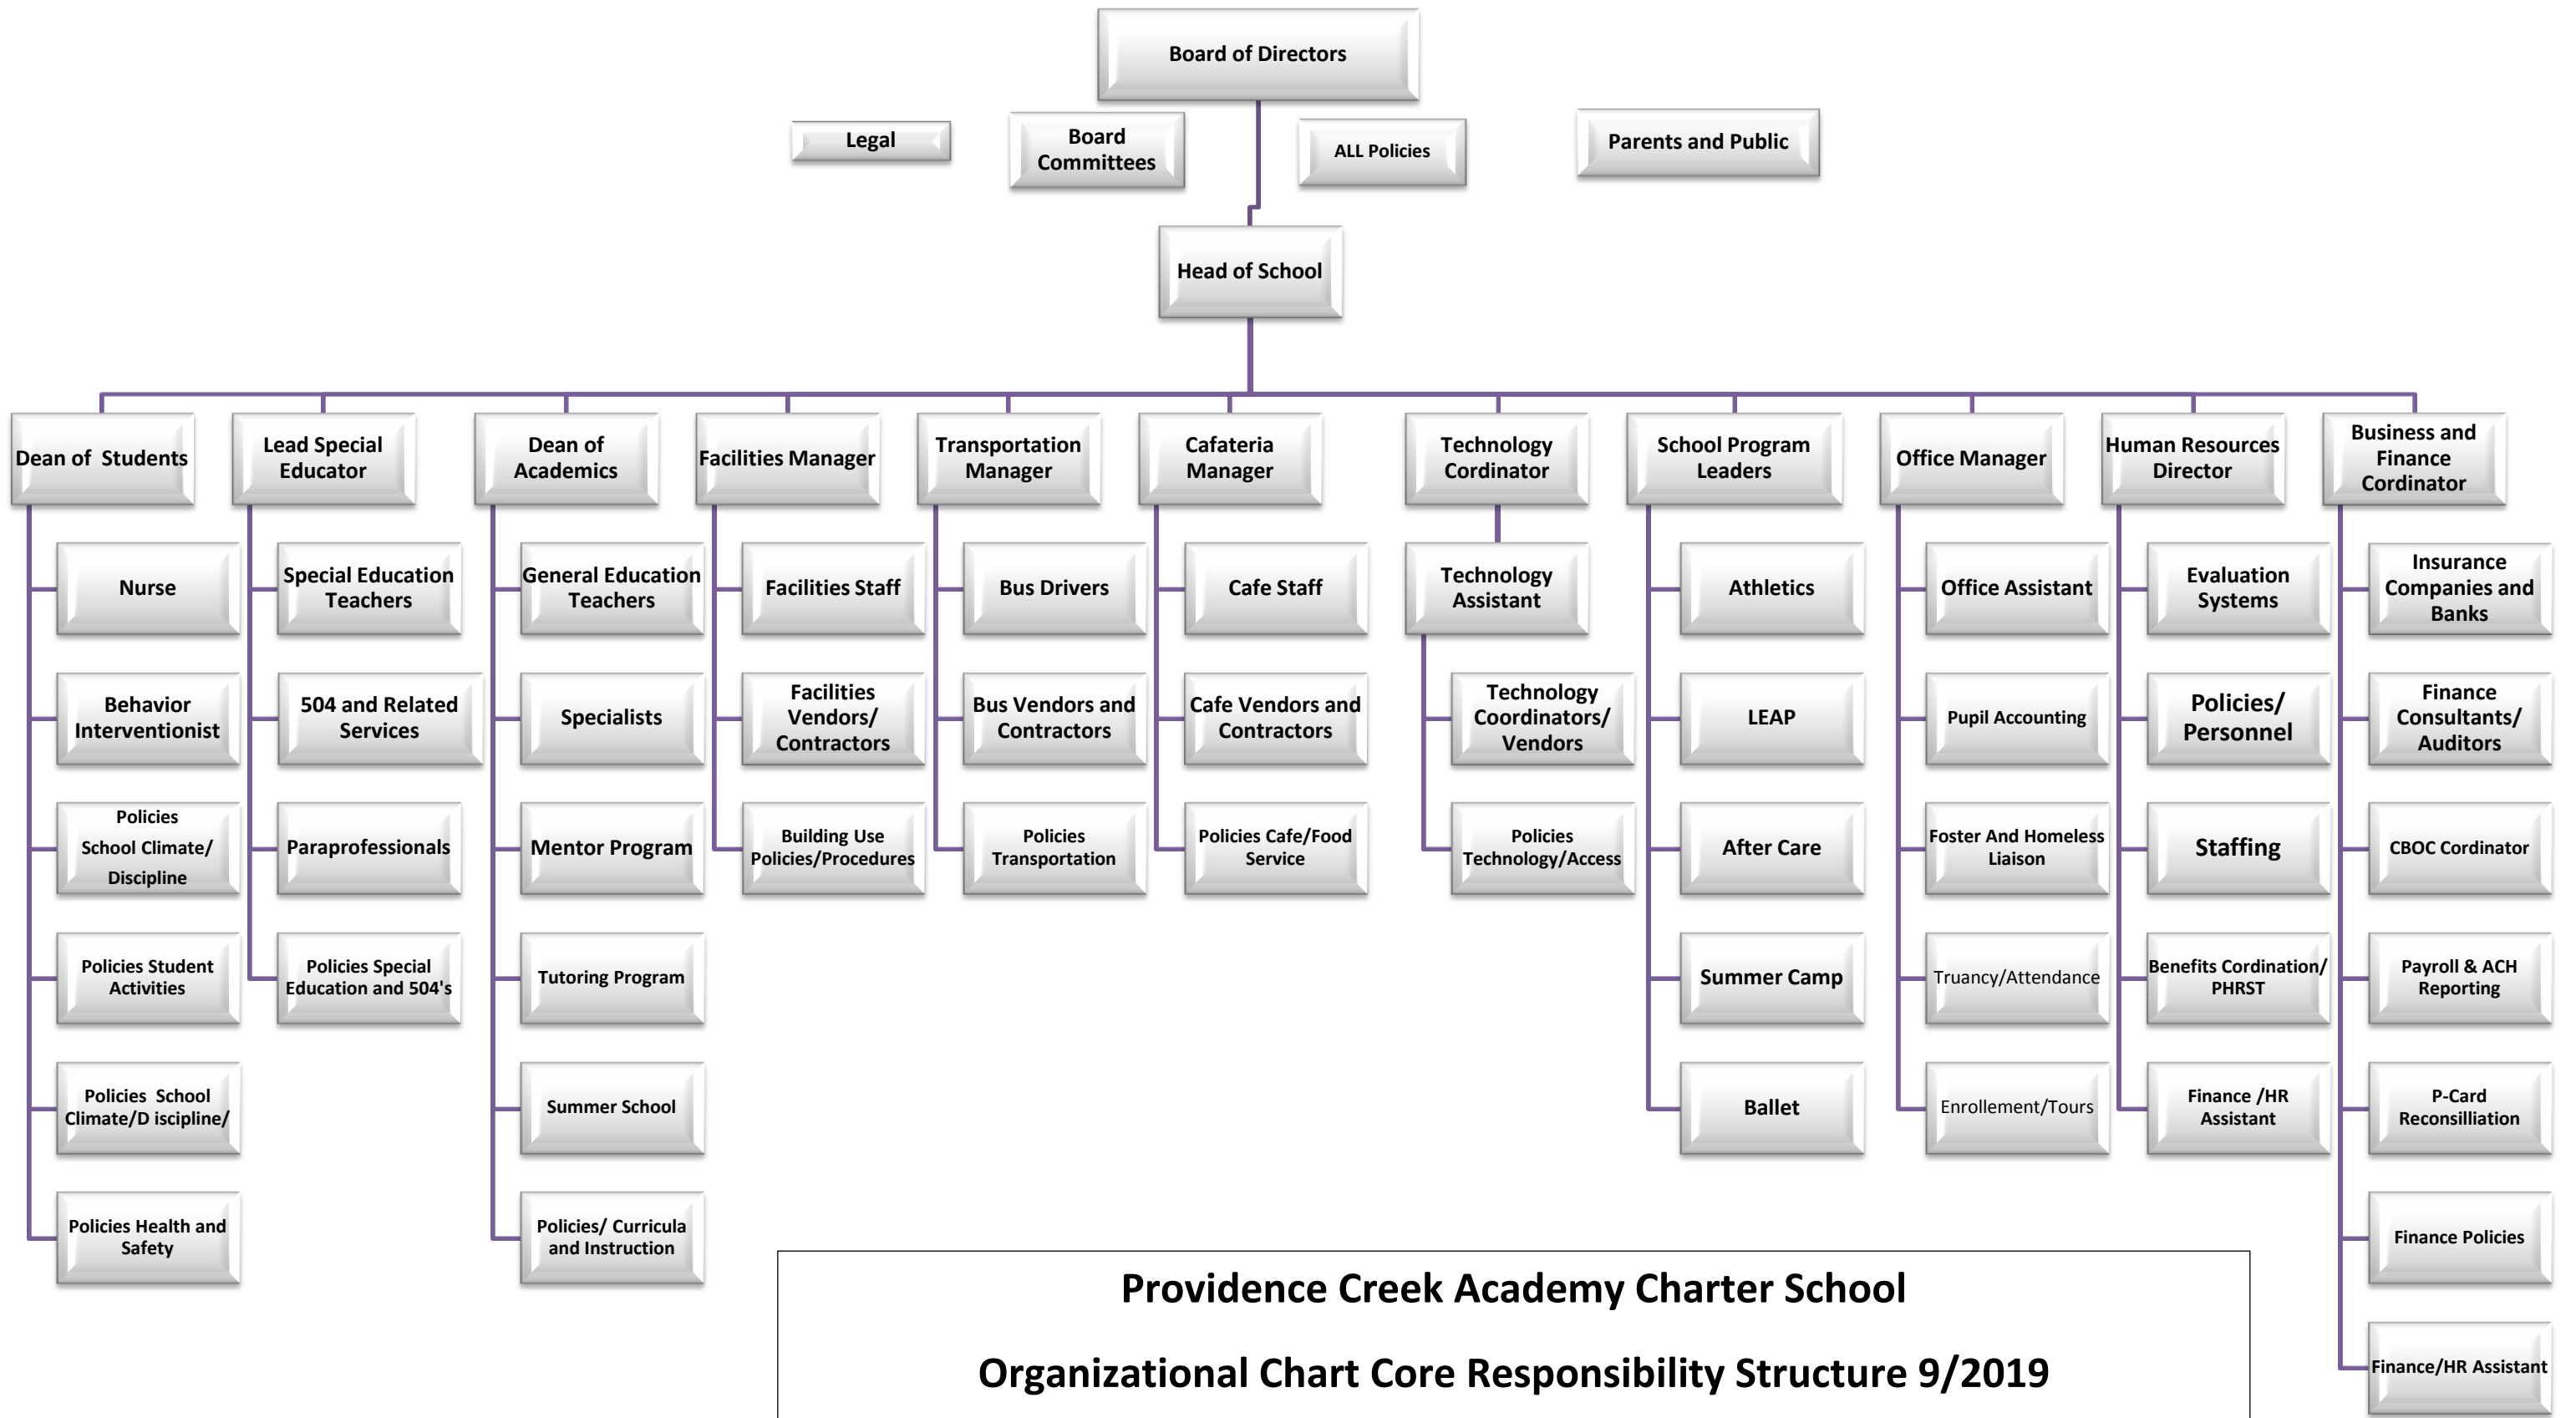 Board of Directors
Legal
Board
Committees
ALL Policies
Parents and Public
Head of School
Dean of  Students
Nurse
Behavior
Interventionist
Policies
School Climate/
Discipline
Policies Student
Activities
Policies  School
Climate/D iscipline/
Policies Health and
Safety
Lead Special
Educator
Special Education
Teachers
504 and Related
Services
Paraprofessionals
Policies Special
Education and 504's
Dean of
Academics
General Education
Teachers
Specialists
Mentor Program
Tutoring Program
Summer School
Policies/ Curricula
and Instruction
Facilities Manager
Facilities Staff
Facilities
Vendors/
Contractors
Building Use
Policies/Procedures
Transportation
Manager
Bus Drivers
Bus Vendors and
Contractors
Policies
Transportation
Cafateria
Manager
Cafe Staff
Cafe Vendors and
Contractors
Policies Cafe/Food
Service
Technology
Cordinator
Technology
Assistant
Technology
Coordinators/
Vendors
Policies
Technology/Access
School Program
Leaders
Athletics
LEAP
After Care
Summer Camp
Ballet
Office Manager
Office Assistant
Pupil Accounting
Foster And Homeless
Liaison
Truancy/Attendance
Enrollement/Tours
Human Resources
Director
Evaluation
Systems
Policies/
Personnel
Staffing
Benefits Cordination/
PHRST
Finance /HR
Assistant
Business and
Finance
Cordinator
Insurance
Companies and
Banks
Finance
Consultants/
Auditors
CBOC Cordinator
Payroll & ACH
Reporting
P-Card
Reconsilliation
Finance Policies
Finance/HR Assistant
Providence Creek Academy Charter School
Organizational Chart Core Responsibility Structure 9/2019